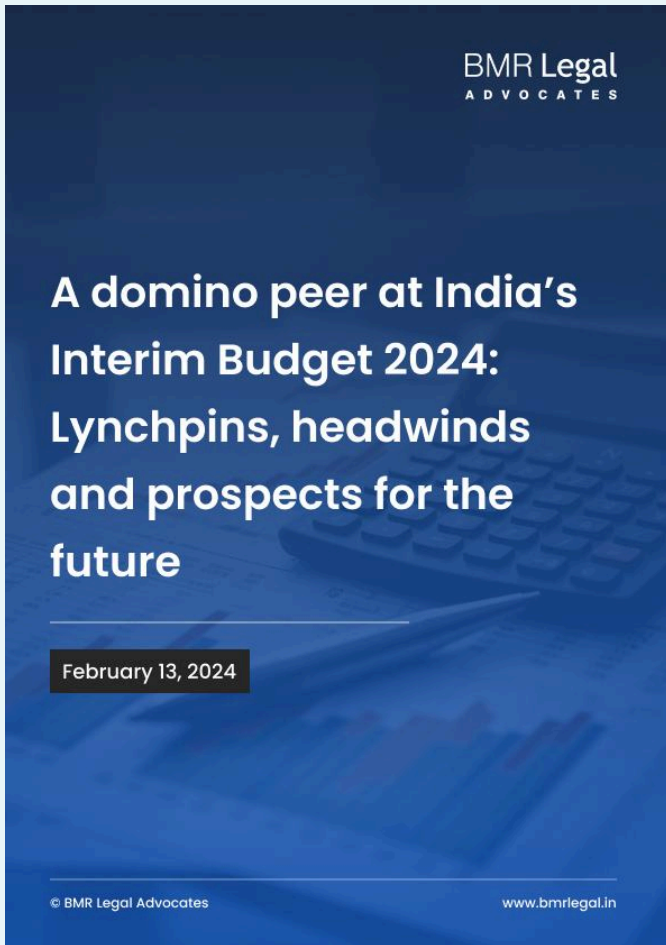 BMR Legal
ADVOCATES
A domino peer at India’s
Interim Budget 2024:
Lynchpins, headwinds
and prospects for the
future
February 13, 2024
© BMR Legal Advocates
www.bmrlegal.in